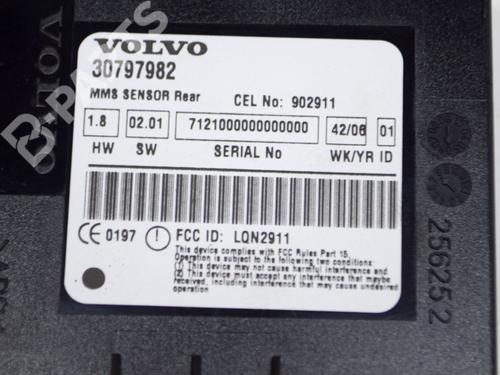 VOLVO
30797982
MMS SENSOR Rear CEL No: 902911
1.8 02.01 7121000000000000 42/06 01
HW SW SERIAL No WK/YR ID
CE 0197 FCC ID: LQN2911
This device complies with FCC Rules Part 15.
Operation is subject to the following two conditions:
(1) This device may not cause harmful interference and
(2) This device must accept any interference that may be
received, including interference that may cause
undesired operation
256252
VOLVO
B-PARTS